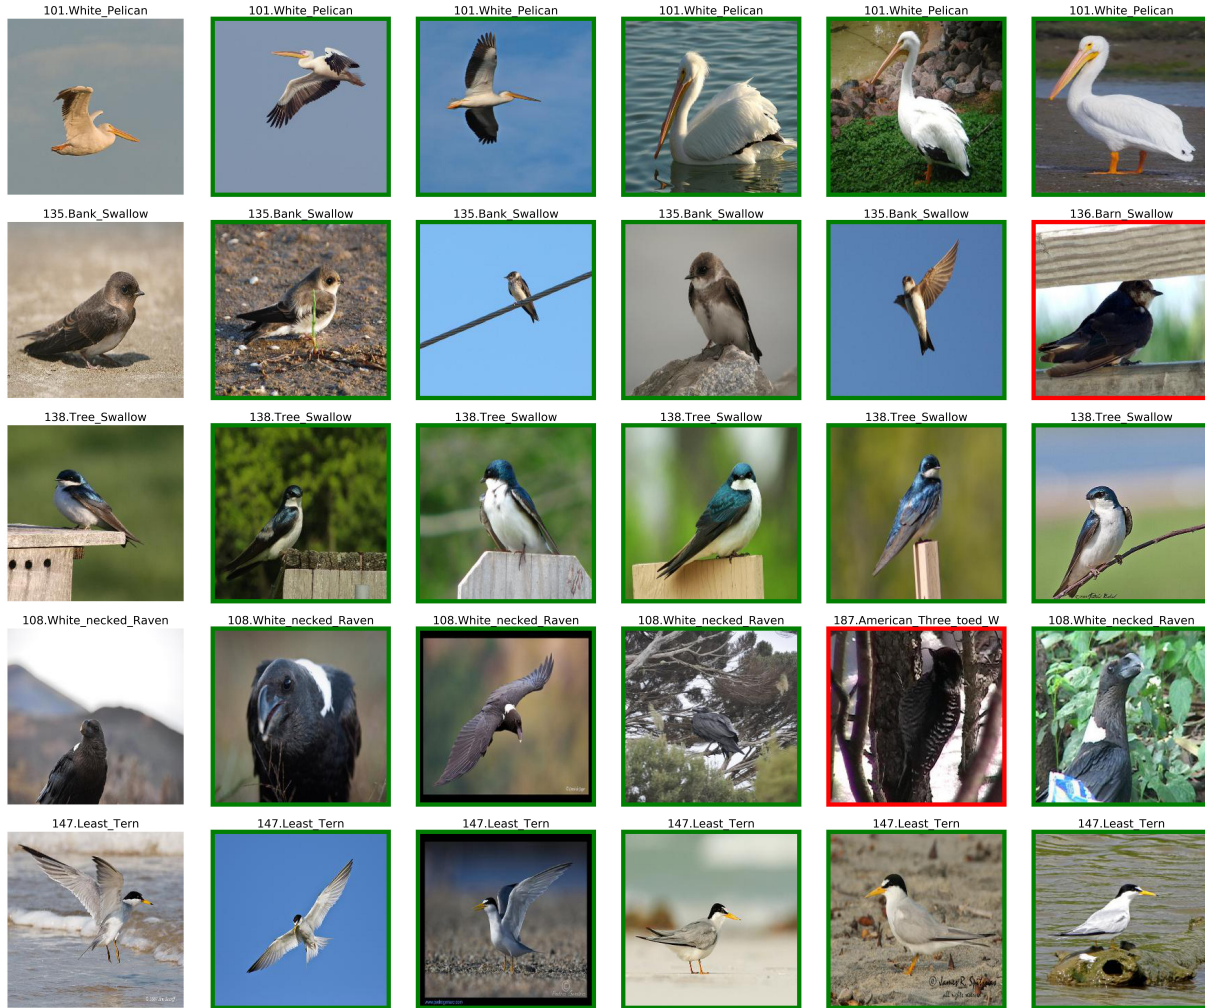 101.White_Pelican 101.White_Pelican 101.White_Pelican 101.White_Pelican 101.White_Pelican 101.White_Pelican
135.Bank_Swallow 135.Bank_Swallow 135.Bank_Swallow 135.Bank_Swallow 135.Bank_Swallow 136.Barn_Swallow
138.Tree_Swallow 138.Tree_Swallow 138.Tree_Swallow 138.Tree_Swallow 138.Tree_Swallow 138.Tree_Swallow
108.White_necked_Raven 108.White_necked_Raven 108.White_necked_Raven 108.White_necked_Raven 187.American_Three_toed_W 108.White_necked_Raven
147.Least_Tern 147.Least_Tern 147.Least_Tern 147.Least_Tern 147.Least_Tern 147.Least_Tern
all rights